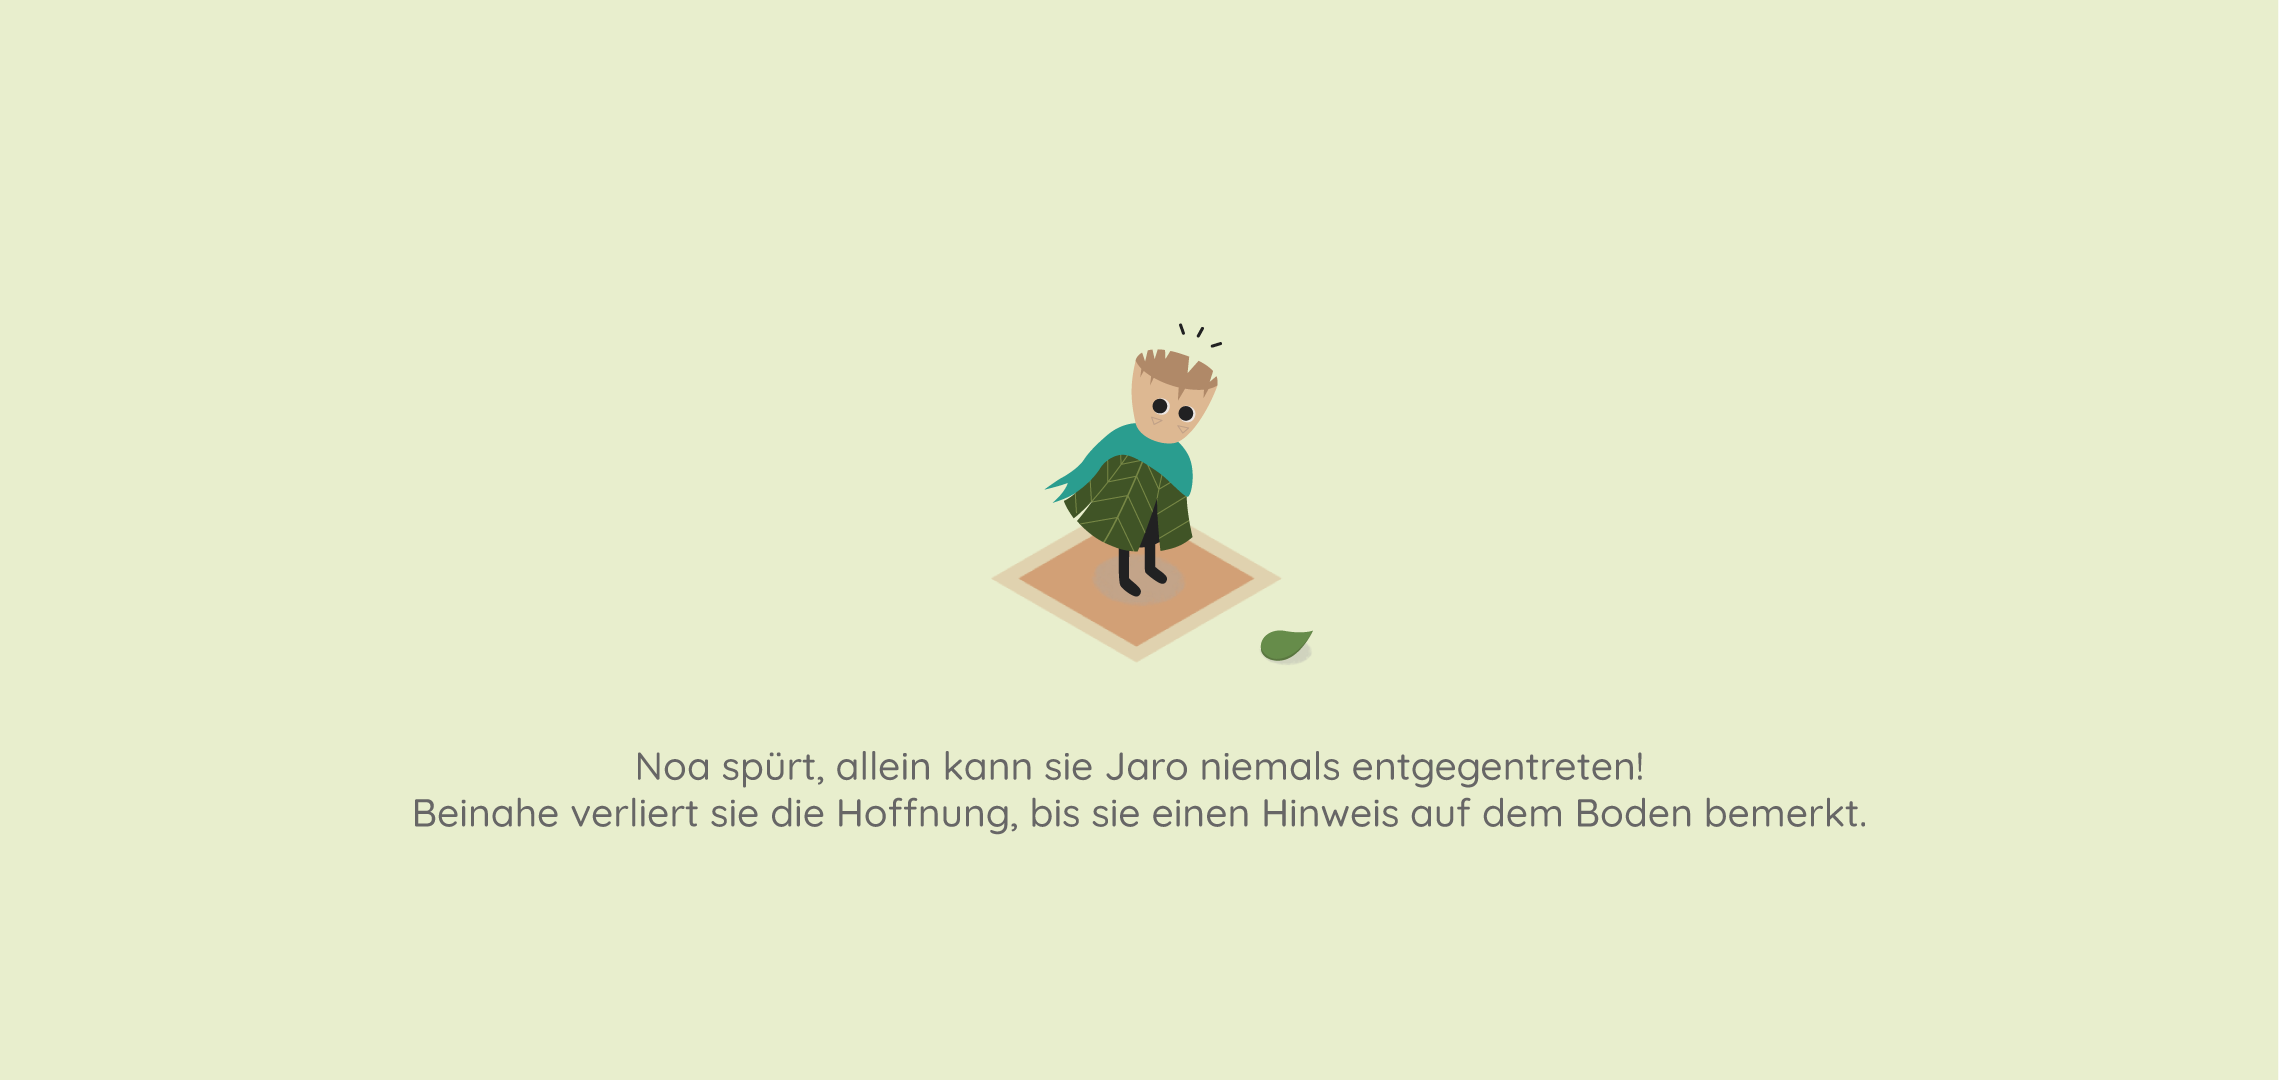 Noa spürt, allein kann sie Jaro niemals entgegentreten!
Beinahe verliert sie die Hoffnung, bis sie einen Hinweis auf dem Boden bemerkt.